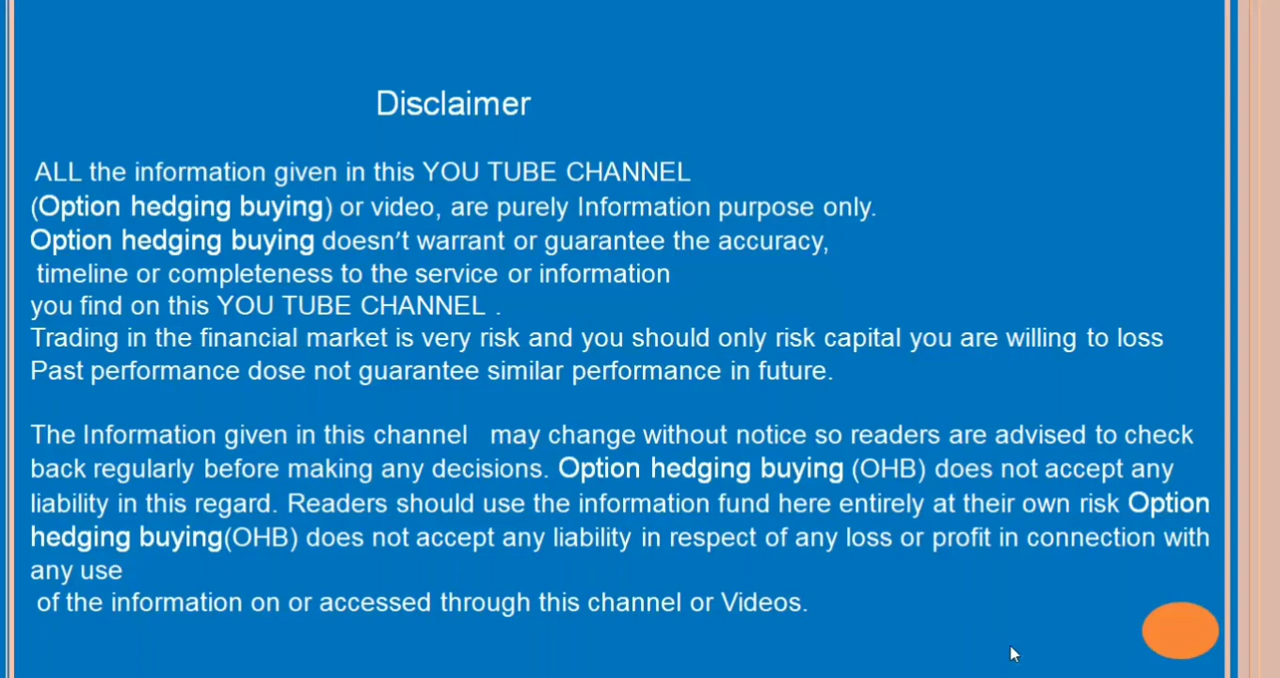 Disclaimer
ALL the information given in this YOU TUBE CHANNEL
(Option hedging buying) or video, are purely Information purpose only.
Option hedging buying doesn’t warrant or guarantee the accuracy,
timeline or completeness to the service or information
you find on this YOU TUBE CHANNEL .
Trading in the financial market is very risk and you should only risk capital you are willing to loss
Past performance dose not guarantee similar performance in future.
The Information given in this channel may change without notice so readers are advised to check
back regularly before making any decisions. Option hedging buying (OHB) does not accept any
liability in this regard. Readers should use the information fund here entirely at their own risk Option
hedging buying(OHB) does not accept any liability in respect of any loss or profit in connection with
any use
of the information on or accessed through this channel or Videos.